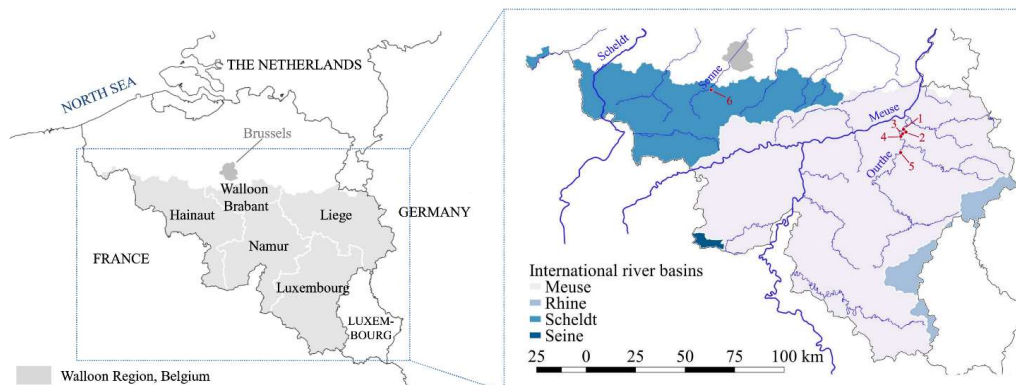 THE NETHERLANDS
NORTH SEA
Brussels
Walloon
Brabant
Hainaut
Liege
GERMANY
Namur
FRANCE
Luxembourg
LUXEM-
BOURG
Walloon Region, Belgium
Scheldt
Senne
6
Meuse
3
1
4
2
Ourthe
5
International river basins
Meuse
Rhine
Scheldt
Seine
25 0 25 50 75 100 km